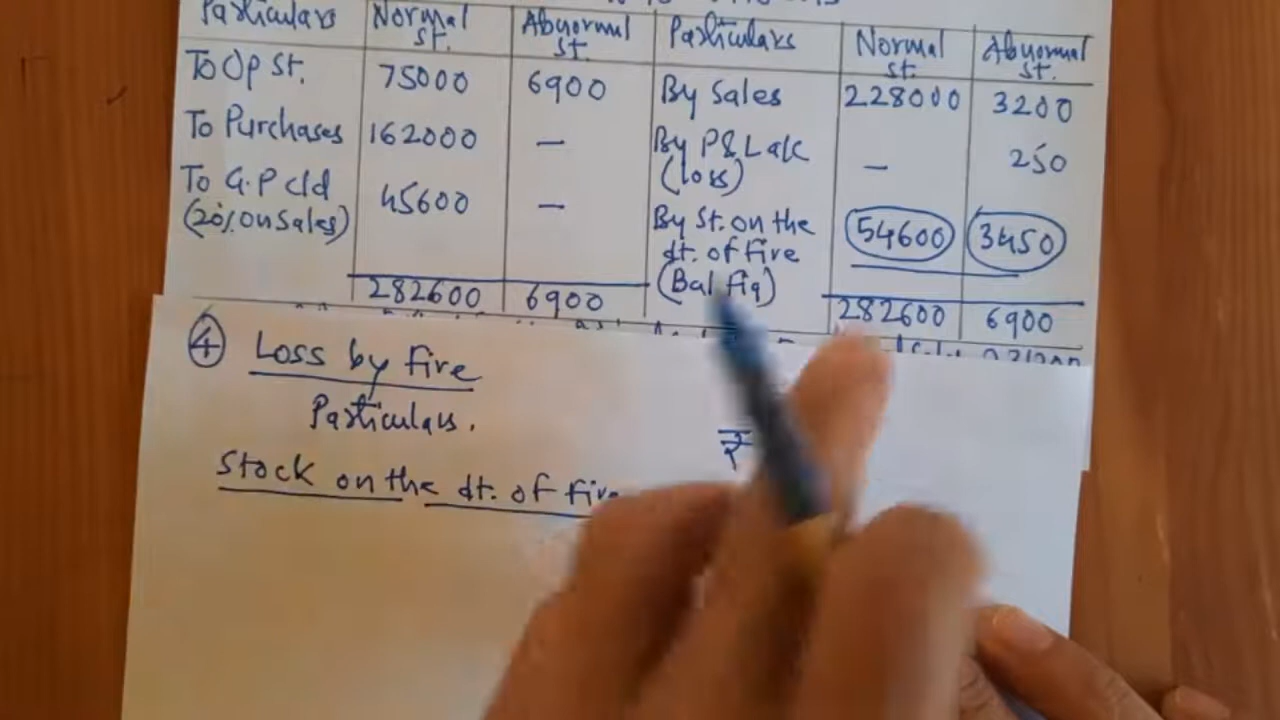 Particulars Normal st. Abnormal st. Particulars Normal st. Abnormal st.
To Op St. 75000 6900 By Sales 228000 3200
To Purchases 162000 — By P&L a/c (loss) — 250
To G.P c/d (20% on Sales) 45600 — By St. on the dt. of fire (Bal fig) 54600 3450
282600 6900 282600 6900
4 Loss by fire
Particulars. ₹
Stock on the dt. of fire